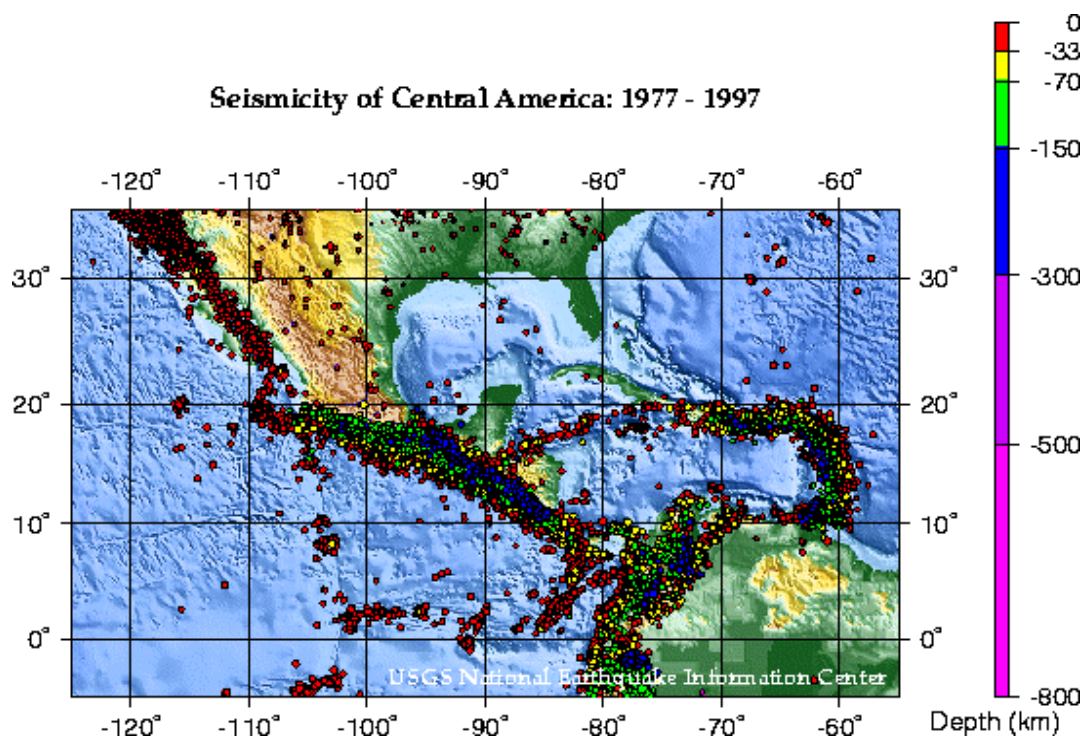 Seismicity of Central America: 1977 - 1997
0
-33
-70
-150
-300
-500
-800
Depth (km)
-120° -110° -100° -90° -80° -70° -60°
30° 30°
20° 20°
10° 10°
0° 0°
USGS National Earthquake Information Center
-120° -110° -100° -90° -80° -70° -60°